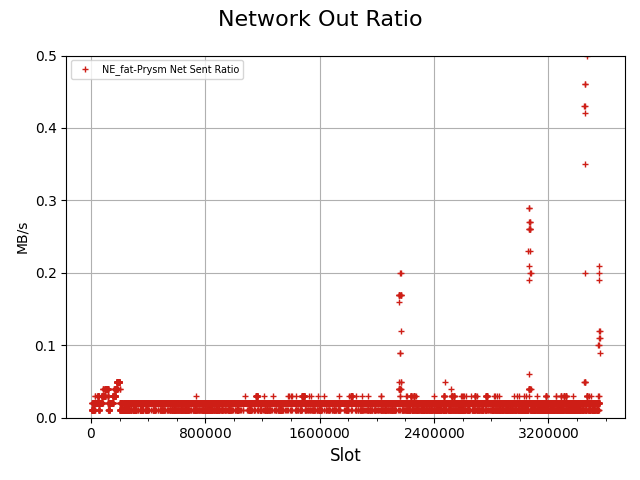 Network Out Ratio
NE_fat-Prysm Net Sent Ratio
MB/s
0.5
0.4
0.3
0.2
0.1
0.0
0 800000 1600000 2400000 3200000
Slot